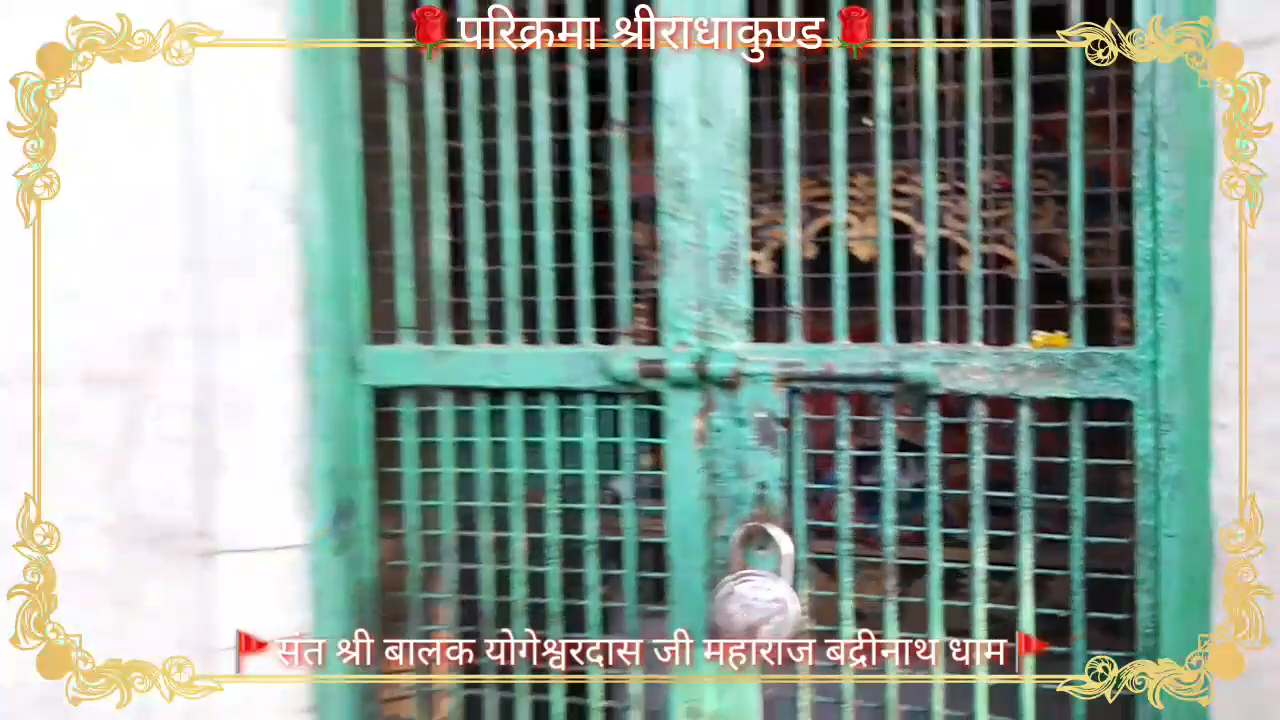 🌹परिक्रमा श्रीराधाकुण्ड🌹
🚩संत श्री बालक योगेश्वरदास जी महाराज बद्रीनाथ धाम🚩